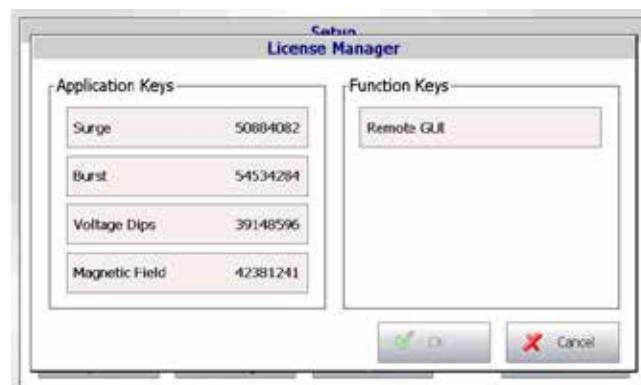 Setup
License Manager
Application Keys
Function Keys
Surge 50884082
Remote GUI
Burst 54534284
Voltage Dips 39148596
Magnetic Field 42381241
Cancel